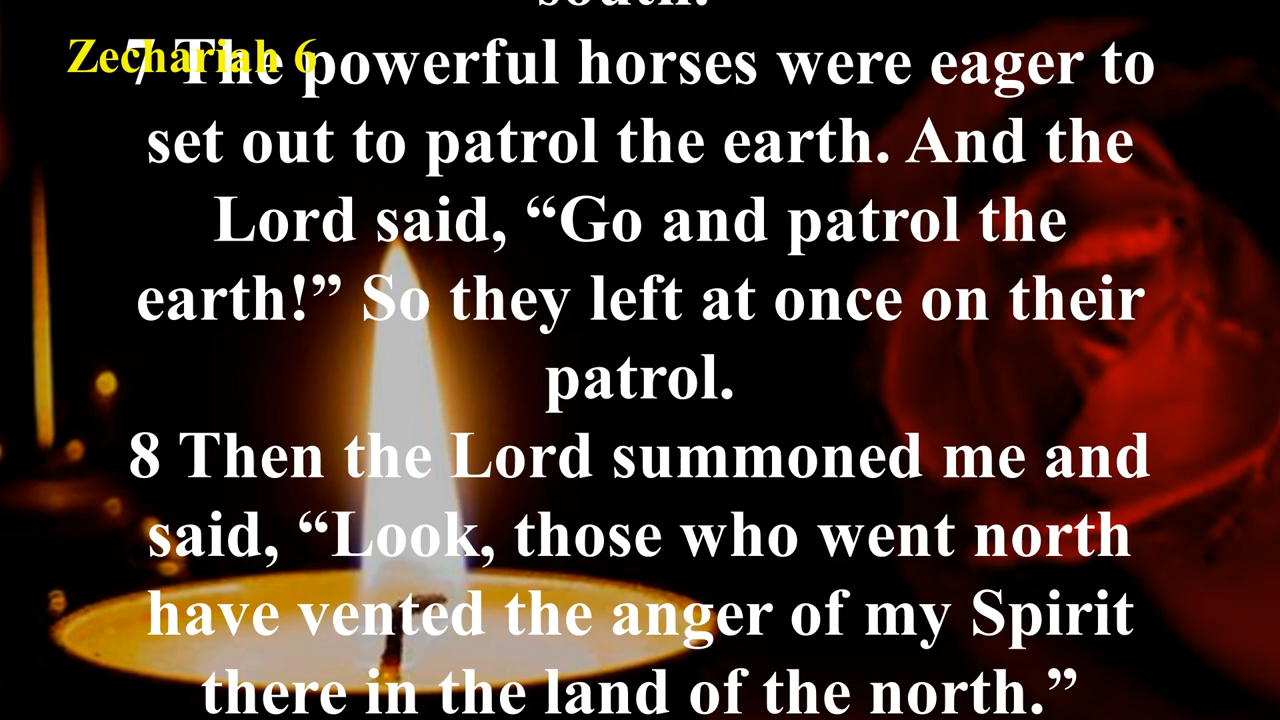 south.
Zechariah 6
7 The powerful horses were eager to
set out to patrol the earth. And the
Lord said, “Go and patrol the
earth!” So they left at once on their
patrol.
8 Then the Lord summoned me and
said, “Look, those who went north
have vented the anger of my Spirit
there in the land of the north.”